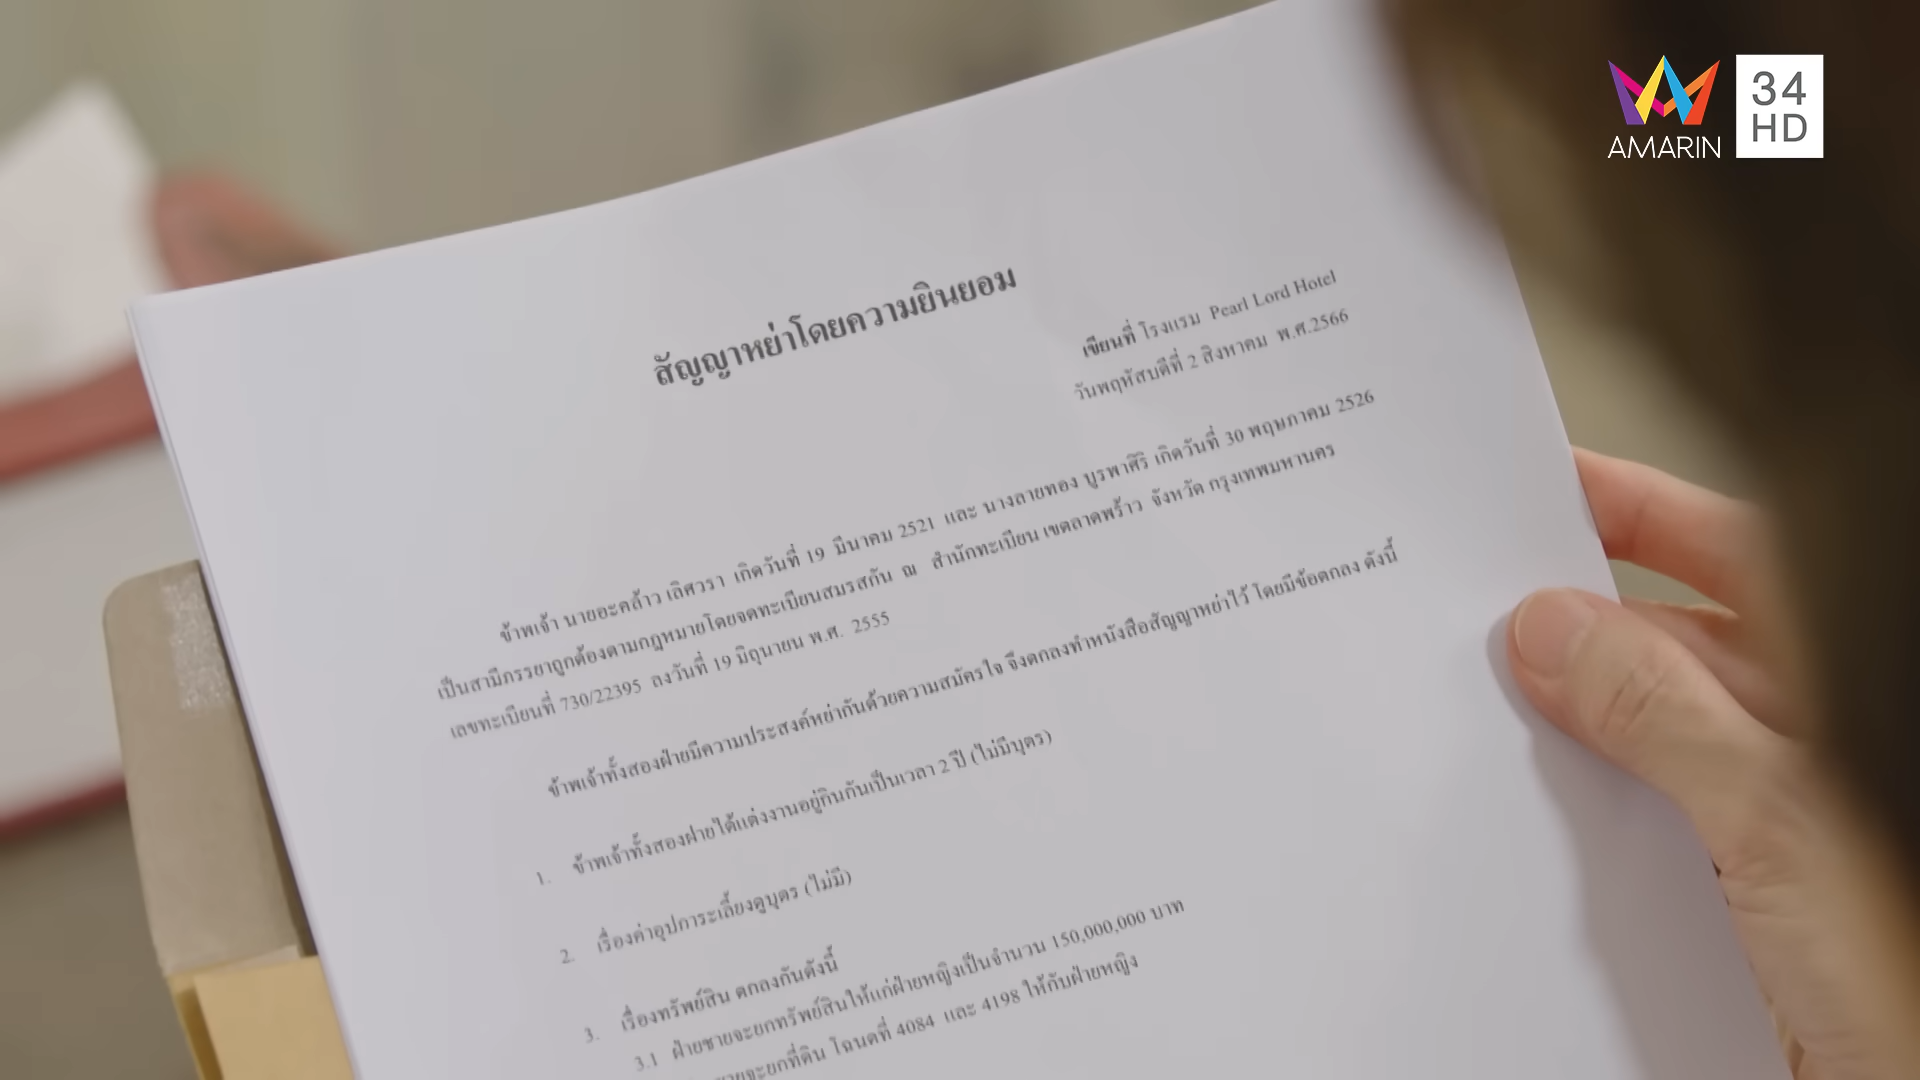 AMARIN
34
HD
สัญญาหย่าโดยความยินยอม
เขียนที่ โรงแรม Pearl Lord Hotel
วันพฤหัสบดีที่ 2 สิงหาคม พ.ศ.2566
ข้าพเจ้า นายอะคล้าว เลิศวรา เกิดวันที่ 19 มีนาคม 2521 และ นางลายทอง บูรพาศิริ เกิดวันที่ 30 พฤษภาคม 2526
เป็นสามีภรรยาถูกต้องตามกฎหมายโดยจดทะเบียนสมรสกัน ณ สำนักทะเบียน เขตลาดพร้าว จังหวัด กรุงเทพมหานคร
เลขทะเบียนที่ 730/22395 ลงวันที่ 19 มิถุนายน พ.ศ. 2555
ข้าพเจ้าทั้งสองฝ่ายมีความประสงค์หย่ากันด้วยความสมัครใจ จึงตกลงทำหนังสือสัญญาหย่าไว้ โดยมีข้อตกลง ดังนี้
1. ข้าพเจ้าทั้งสองฝ่ายได้แต่งงานอยู่กินกันเป็นเวลา 2 ปี (ไม่มีบุตร)
2. เรื่องค่าอุปการะเลี้ยงดูบุตร (ไม่มี)
3. เรื่องทรัพย์สิน ตกลงกันดังนี้
3.1 ฝ่ายชายจะยกทรัพย์สินให้แก่ฝ่ายหญิงเป็นจำนวน 150,000,000 บาท
ชายจะยกที่ดิน โฉนดที่ 4084 และ 4198 ให้กับฝ่ายหญิง